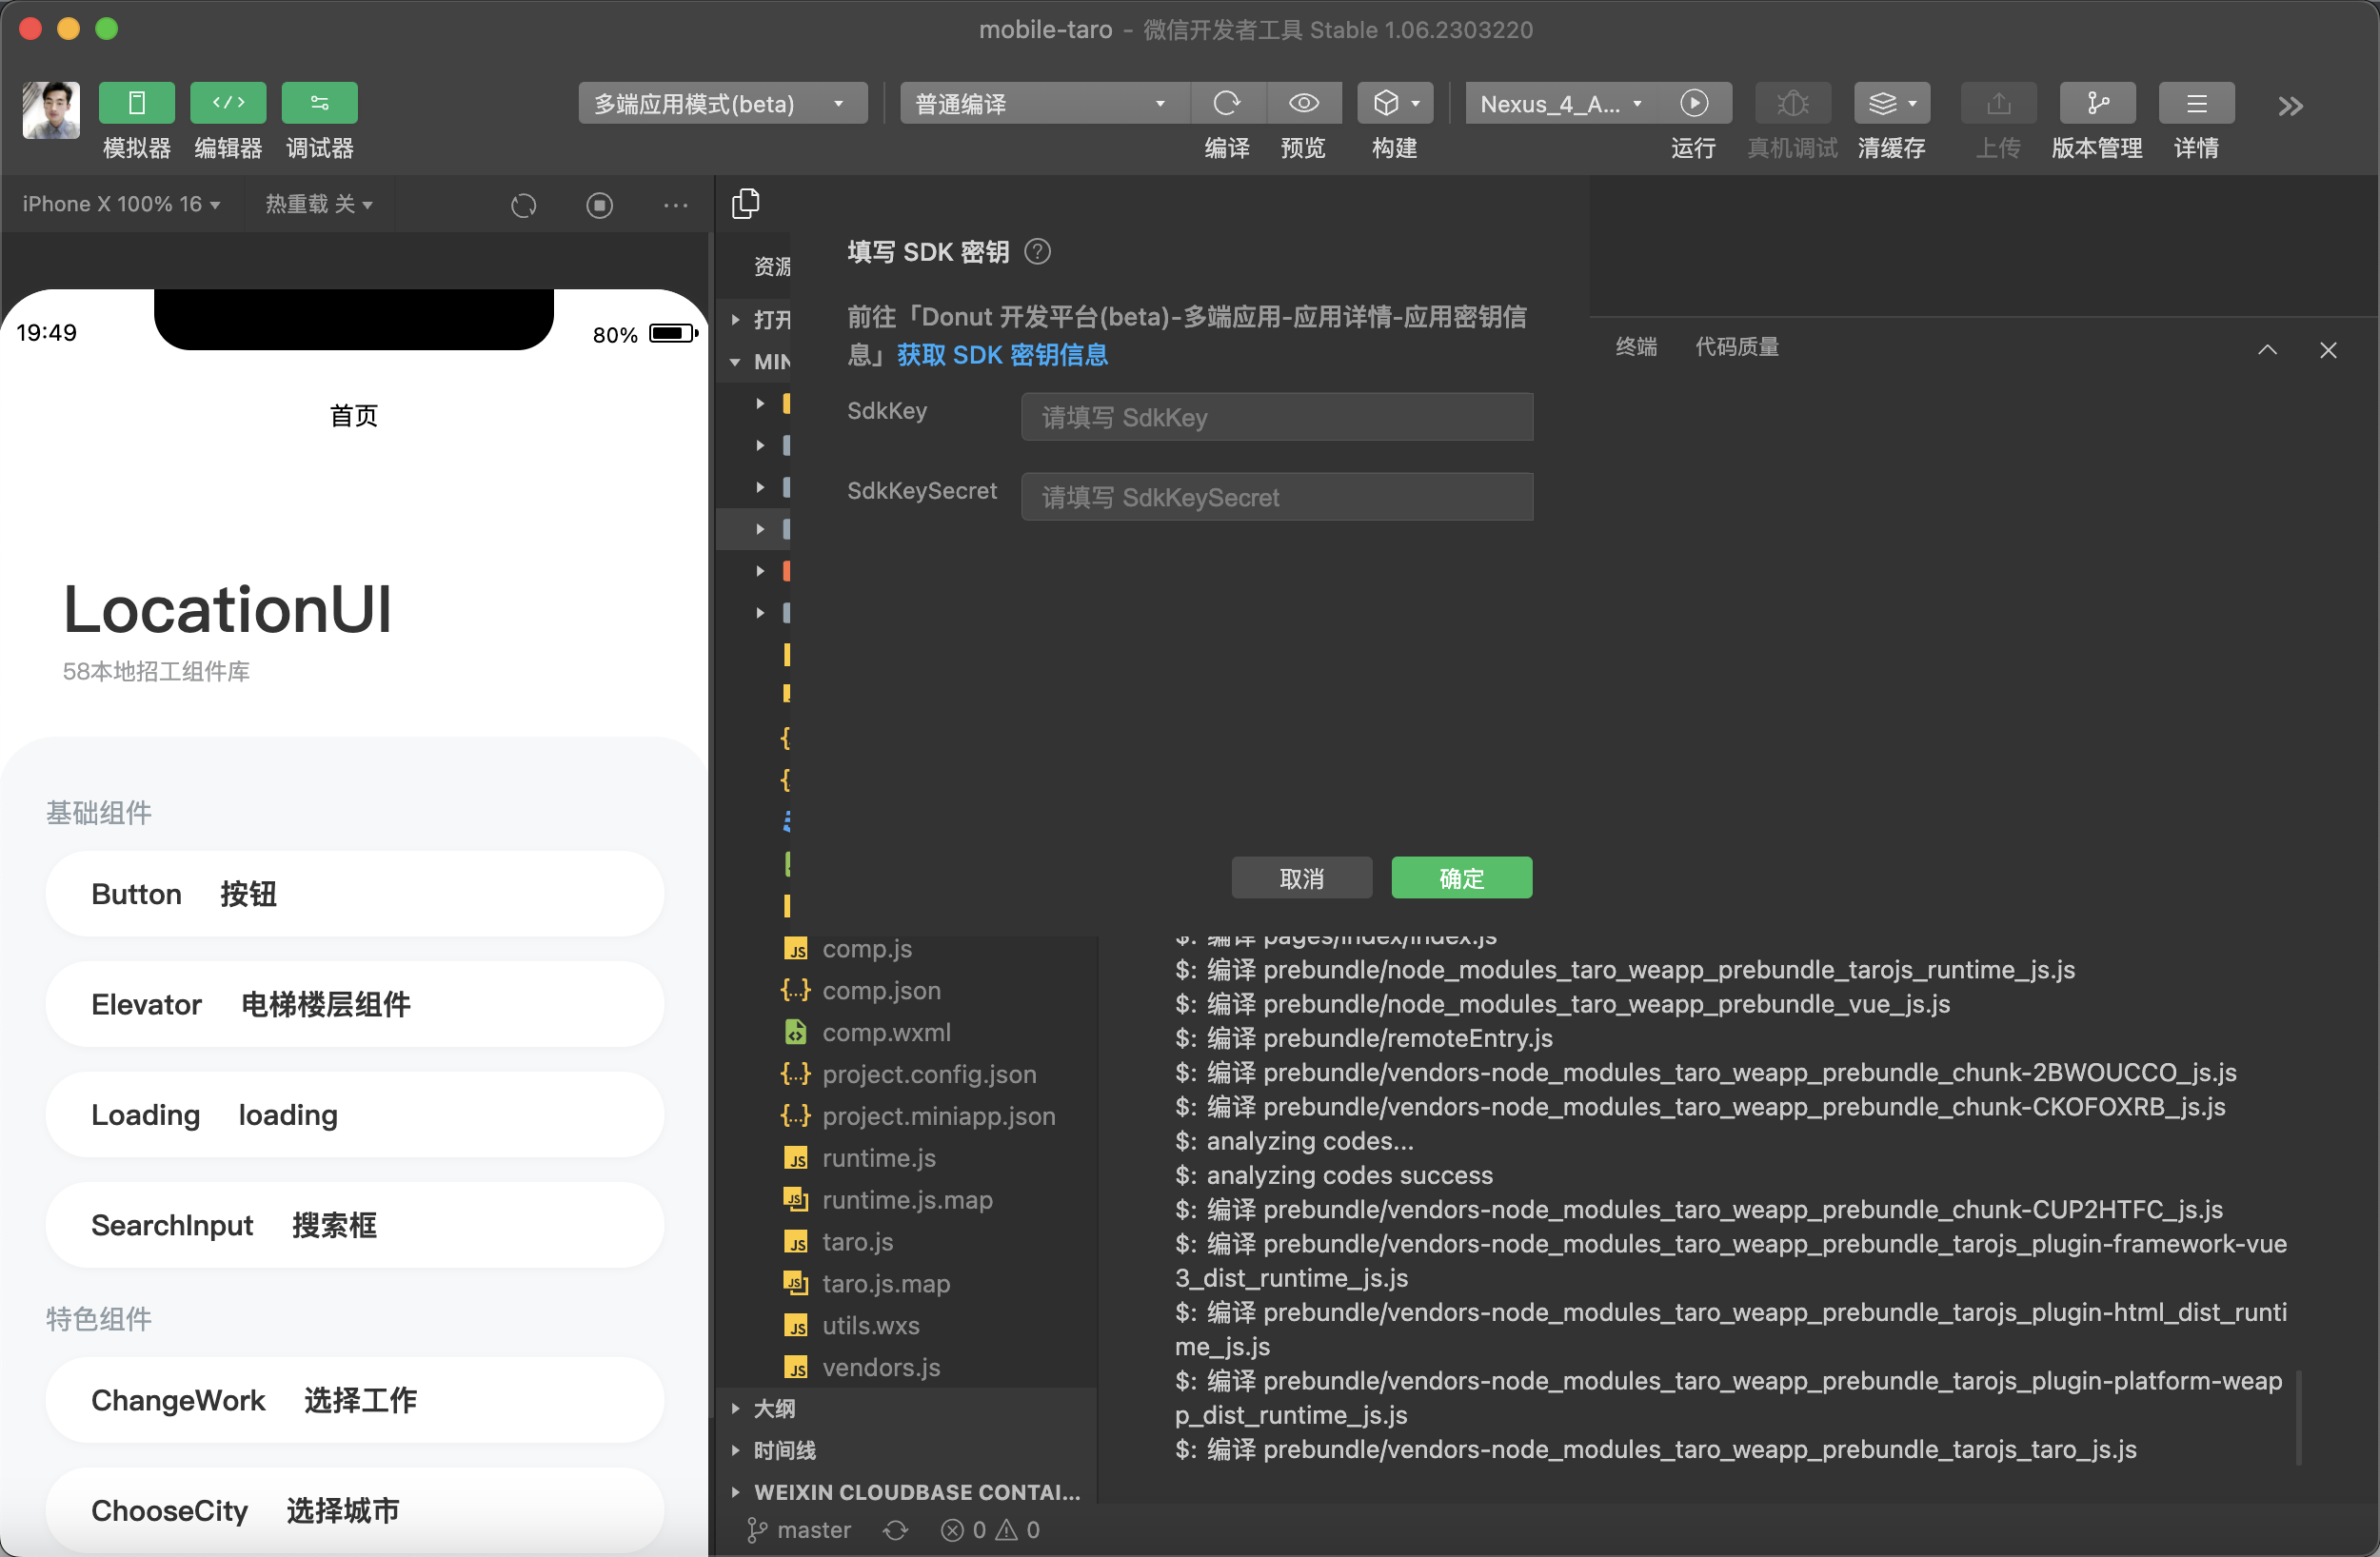 mobile-taro - 微信开发者工具 Stable 1.06.2303220
模拟器
编辑器
调试器
多端应用模式(beta)
普通编译
编译
预览
构建
Nexus_4_A...
运行
真机调试
清缓存
上传
版本管理
详情
iPhone X 100% 16
热重载 关
19:49
80%
首页
LocationUI
58本地招工组件库
基础组件
Button 按钮
Elevator 电梯楼层组件
Loading loading
SearchInput 搜索框
特色组件
ChangeWork 选择工作
ChooseCity 选择城市
资源
打开
MIN
填写 SDK 密钥
前往「Donut 开发平台(beta)-多端应用-应用详情-应用密钥信
息」获取 SDK 密钥信息
SdkKey
请填写 SdkKey
SdkKeySecret
请填写 SdkKeySecret
取消
确定
终端
代码质量
comp.js
comp.json
comp.wxml
project.config.json
project.miniapp.json
runtime.js
runtime.js.map
taro.js
taro.js.map
utils.wxs
vendors.js
大纲
时间线
WEIXIN CLOUDBASE CONTAI...
$: 编译 pages/index/index.js
$: 编译 prebundle/node_modules_taro_weapp_prebundle_tarojs_runtime_js.js
$: 编译 prebundle/node_modules_taro_weapp_prebundle_vue_js.js
$: 编译 prebundle/remoteEntry.js
$: 编译 prebundle/vendors-node_modules_taro_weapp_prebundle_chunk-2BWOUCCO_js.js
$: 编译 prebundle/vendors-node_modules_taro_weapp_prebundle_chunk-CKOFOXRB_js.js
$: analyzing codes...
$: analyzing codes success
$: 编译 prebundle/vendors-node_modules_taro_weapp_prebundle_chunk-CUP2HTFC_js.js
$: 编译 prebundle/vendors-node_modules_taro_weapp_prebundle_tarojs_plugin-framework-vue
3_dist_runtime_js.js
$: 编译 prebundle/vendors-node_modules_taro_weapp_prebundle_tarojs_plugin-html_dist_runti
me_js.js
$: 编译 prebundle/vendors-node_modules_taro_weapp_prebundle_tarojs_plugin-platform-weap
p_dist_runtime_js.js
$: 编译 prebundle/vendors-node_modules_taro_weapp_prebundle_tarojs_taro_js.js
master
0
0